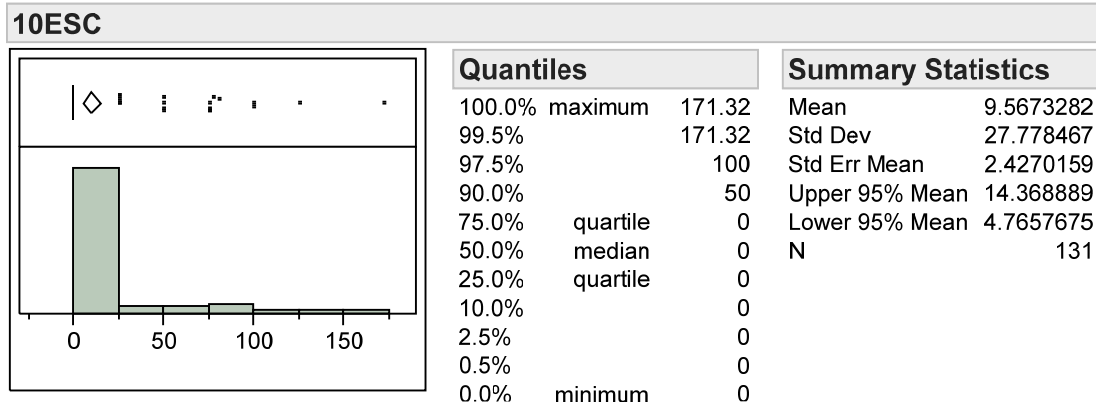 10ESC
0 50 100 150
Quantiles
100.0% maximum 171.32
99.5% 171.32
97.5% 100
90.0% 50
75.0% quartile 0
50.0% median 0
25.0% quartile 0
10.0% 0
2.5% 0
0.5% 0
0.0% minimum 0
Summary Statistics
Mean 9.5673282
Std Dev 27.778467
Std Err Mean 2.4270159
Upper 95% Mean 14.368889
Lower 95% Mean 4.7657675
N 131